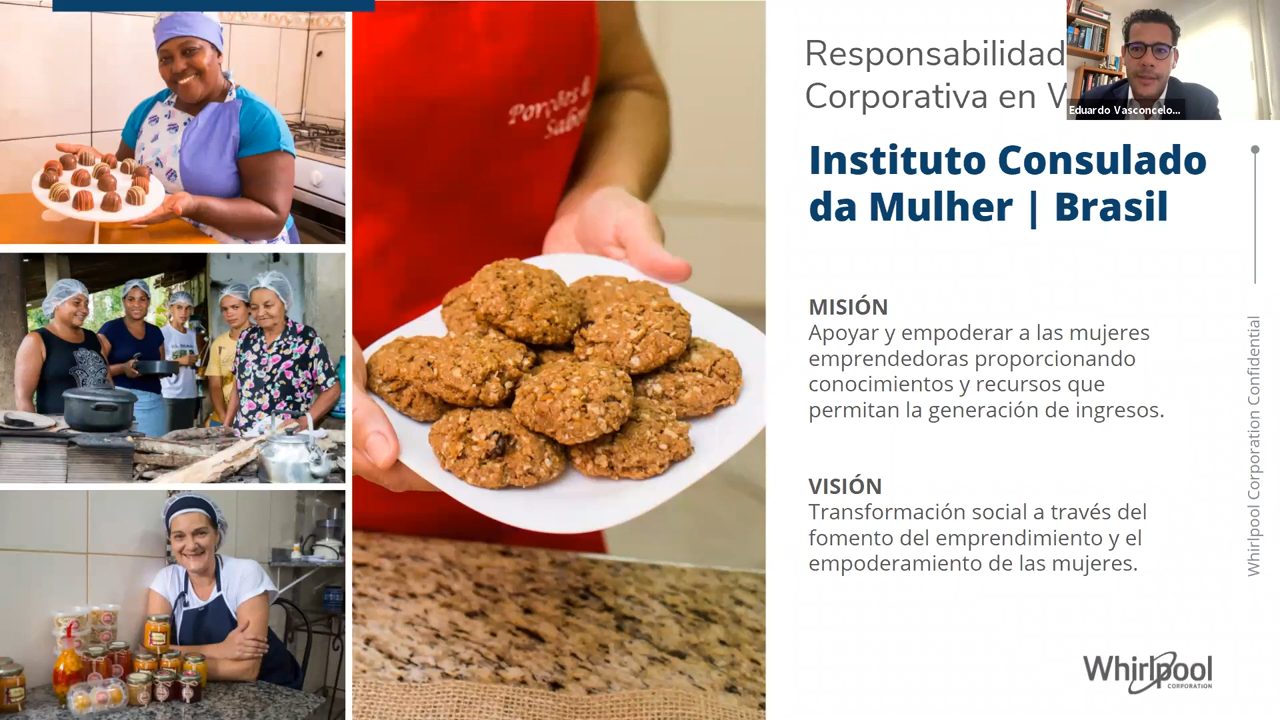 Responsabilidad
Corporativa en
Eduardo Vasconcelo...
Instituto Consulado
da Mulher | Brasil
MISIÓN
Apoyar y empoderar a las mujeres
emprendedoras proporcionando
conocimientos y recursos que
permitan la generación de ingresos.
VISIÓN
Transformación social a través del
fomento del emprendimiento y el
empoderamiento de las mujeres.
Whirlpool Corporation Confidential
Whirlpool
CORPORATION